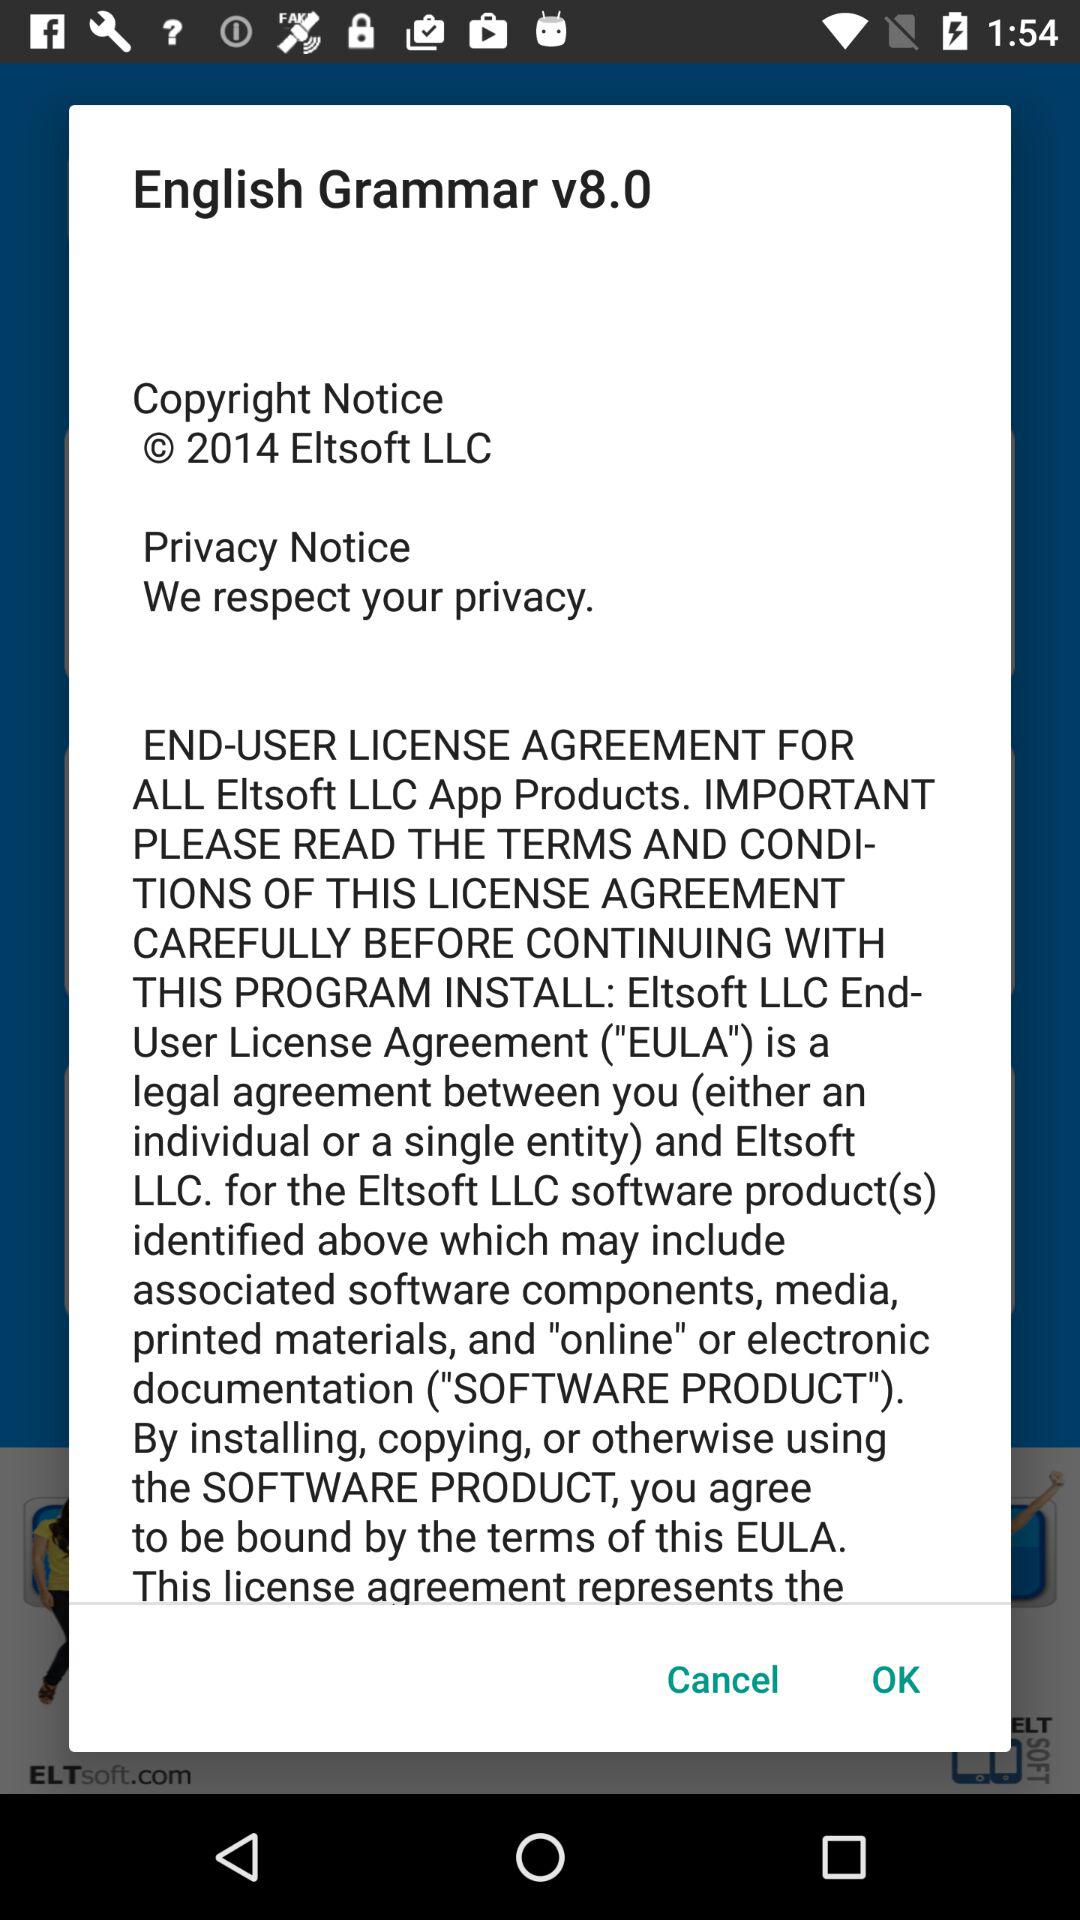 FAKE
1:54
English Grammar v8.0
Copyright Notice
© 2014 Eltsoft LLC
Privacy Notice
We respect your privacy.
END-USER LICENSE AGREEMENT FOR
ALL Eltsoft LLC App Products. IMPORTANT
PLEASE READ THE TERMS AND CONDI-
TIONS OF THIS LICENSE AGREEMENT
CAREFULLY BEFORE CONTINUING WITH
THIS PROGRAM INSTALL: Eltsoft LLC End-
User License Agreement ("EULA") is a
legal agreement between you (either an
individual or a single entity) and Eltsoft
LLC. for the Eltsoft LLC software product(s)
identified above which may include
associated software components, media,
printed materials, and "online" or electronic
documentation ("SOFTWARE PRODUCT").
By installing, copying, or otherwise using
the SOFTWARE PRODUCT, you agree
to be bound by the terms of this EULA.
This license agreement represents the
Cancel OK
ELTsoft.com
ELT
SOFT